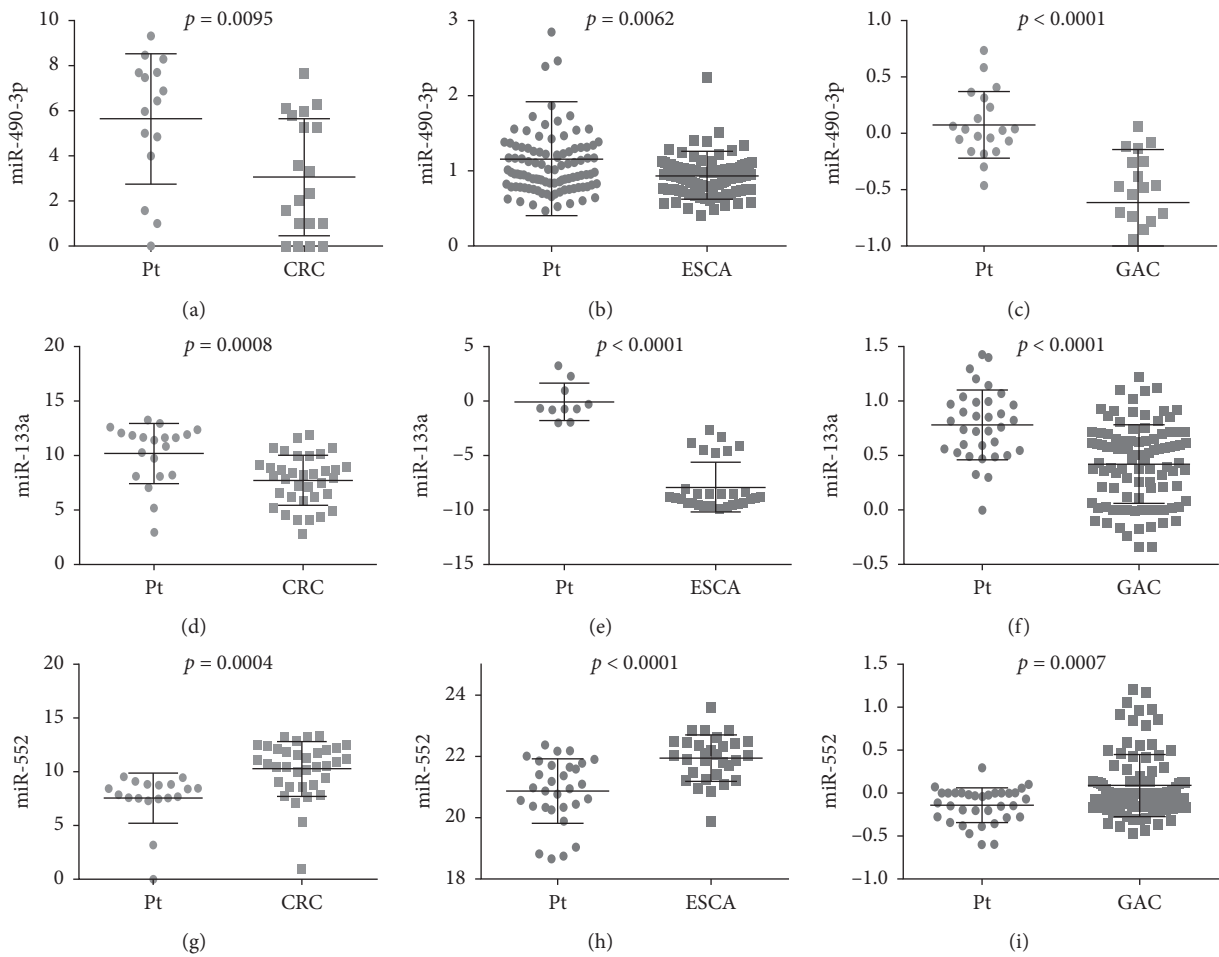 p = 0.0095
miR-490-3p
10
8
6
4
2
0
Pt
CRC
(a)
p = 0.0062
miR-490-3p
3
2
1
0
Pt
ESCA
(b)
p < 0.0001
miR-490-3p
1.0
0.5
0.0
−0.5
−1.0
Pt
GAC
(c)
p = 0.0008
miR-133a
20
15
10
5
0
Pt
CRC
(d)
p < 0.0001
miR-133a
5
0
−5
−10
−15
Pt
ESCA
(e)
p < 0.0001
miR-133a
1.5
1.0
0.5
0.0
−0.5
Pt
GAC
(f)
p = 0.0004
miR-552
20
15
10
5
0
Pt
CRC
(g)
p < 0.0001
miR-552
24
22
20
18
Pt
ESCA
(h)
p = 0.0007
miR-552
1.5
1.0
0.5
0.0
−0.5
−1.0
Pt
GAC
(i)